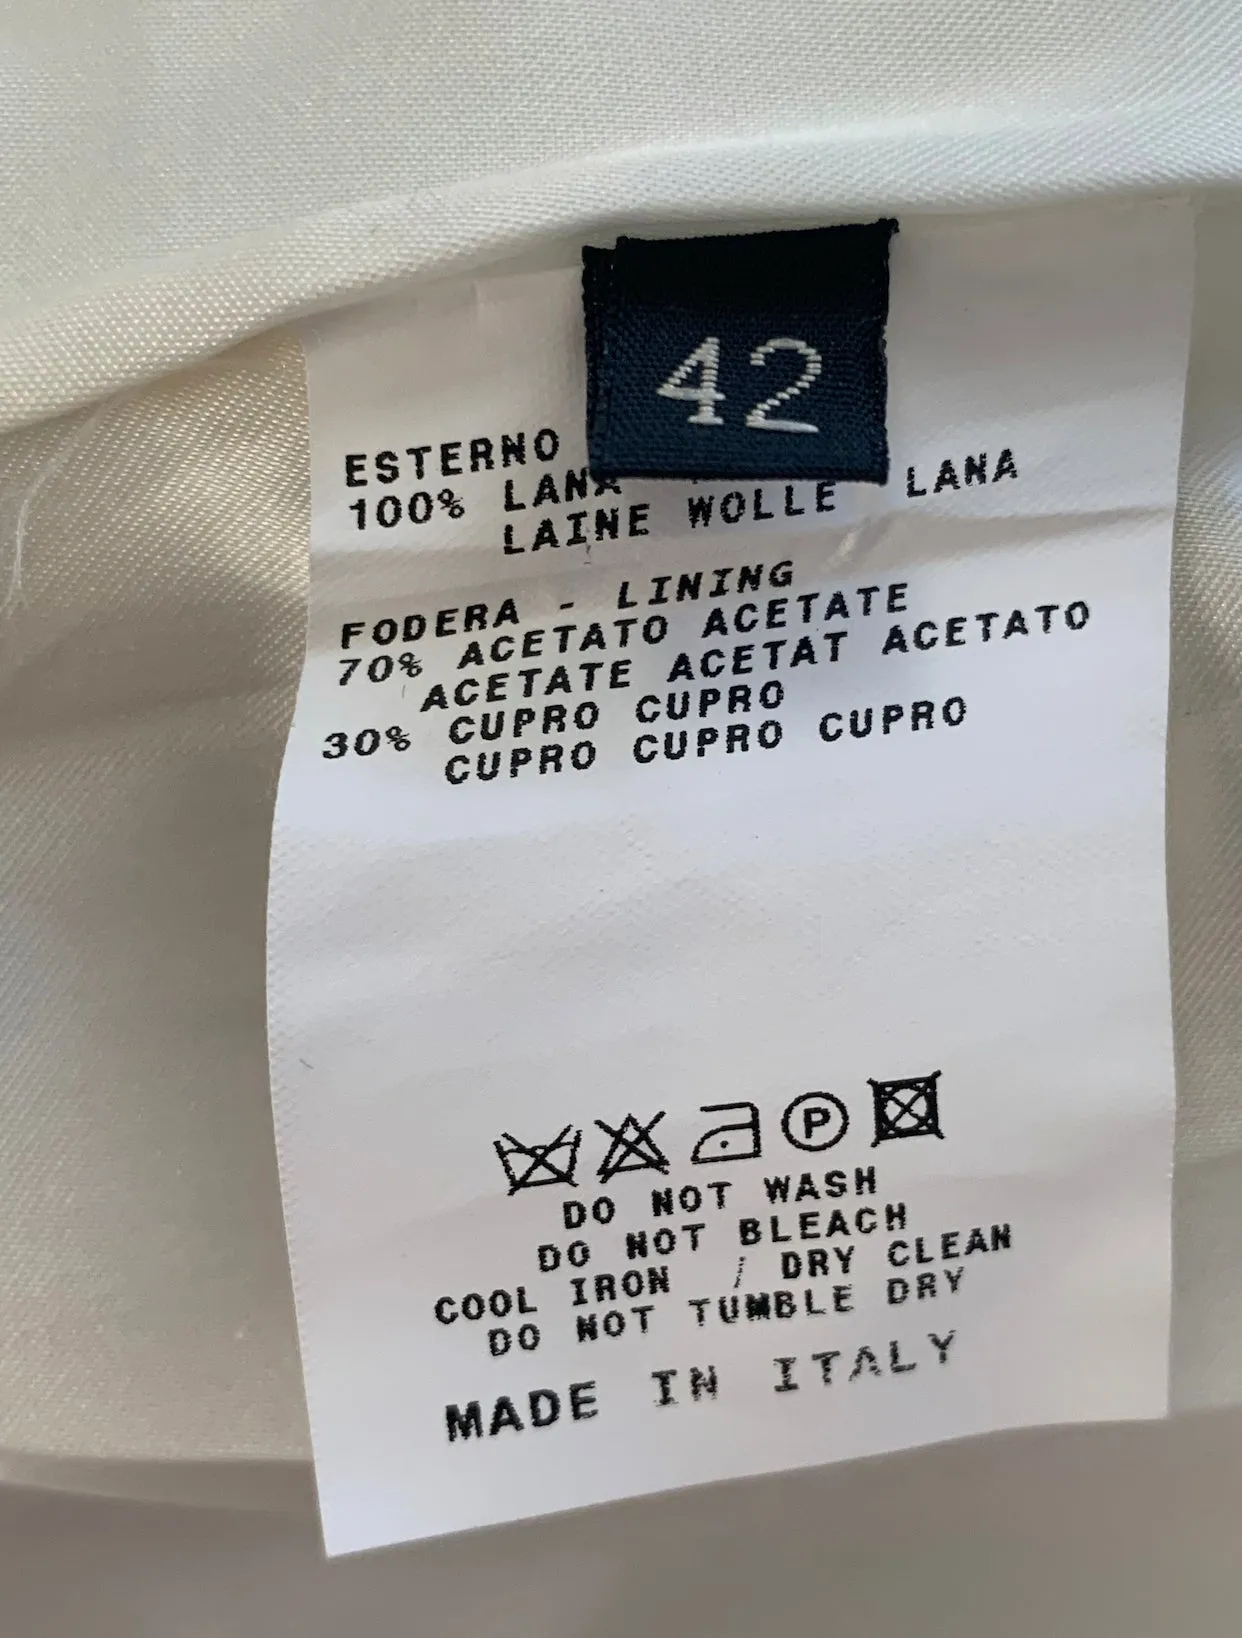 42
ESTERNO
100% LANA
LAINE WOLLE LANA
FODERA - LINING
70% ACETATO ACETATE
ACETATE ACETAT ACETATO
30% CUPRO CUPRO
CUPRO CUPRO CUPRO
P
DO NOT WASH
DO NOT BLEACH
COOL IRON / DRY CLEAN
DO NOT TUMBLE DRY
MADE IN ITALY